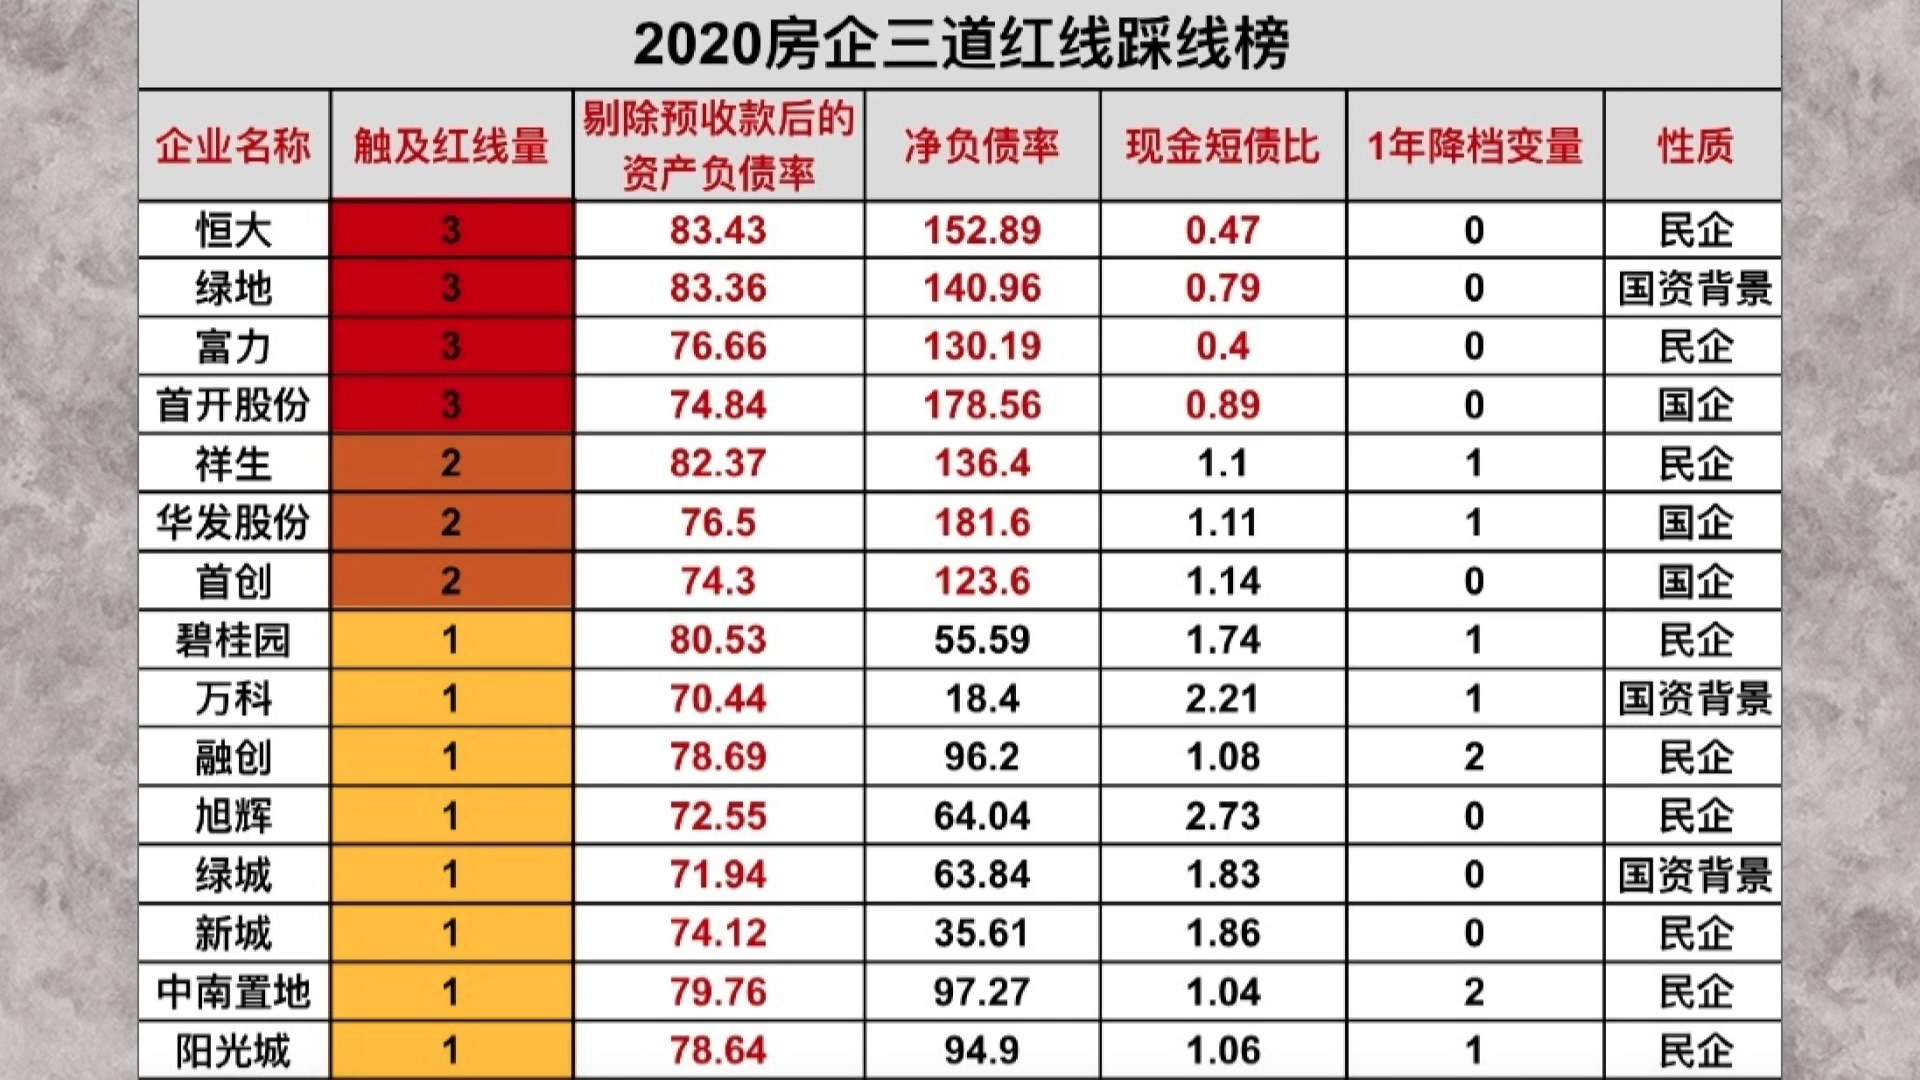 2020房企三道红线踩线榜
企业名称 触及红线量 剔除预收款后的资产负债率 净负债率 现金短债比 1年降档变量 性质
恒大 3 83.43 152.89 0.47 0 民企
绿地 3 83.36 140.96 0.79 0 国资背景
富力 3 76.66 130.19 0.4 0 民企
首开股份 3 74.84 178.56 0.89 0 国企
祥生 2 82.37 136.4 1.1 1 民企
华发股份 2 76.5 181.6 1.11 1 国企
首创 2 74.3 123.6 1.14 0 国企
碧桂园 1 80.53 55.59 1.74 1 民企
万科 1 70.44 18.4 2.21 1 国资背景
融创 1 78.69 96.2 1.08 2 民企
旭辉 1 72.55 64.04 2.73 0 民企
绿城 1 71.94 63.84 1.83 0 国资背景
新城 1 74.12 35.61 1.86 0 民企
中南置地 1 79.76 97.27 1.04 2 民企
阳光城 1 78.64 94.9 1.06 1 民企